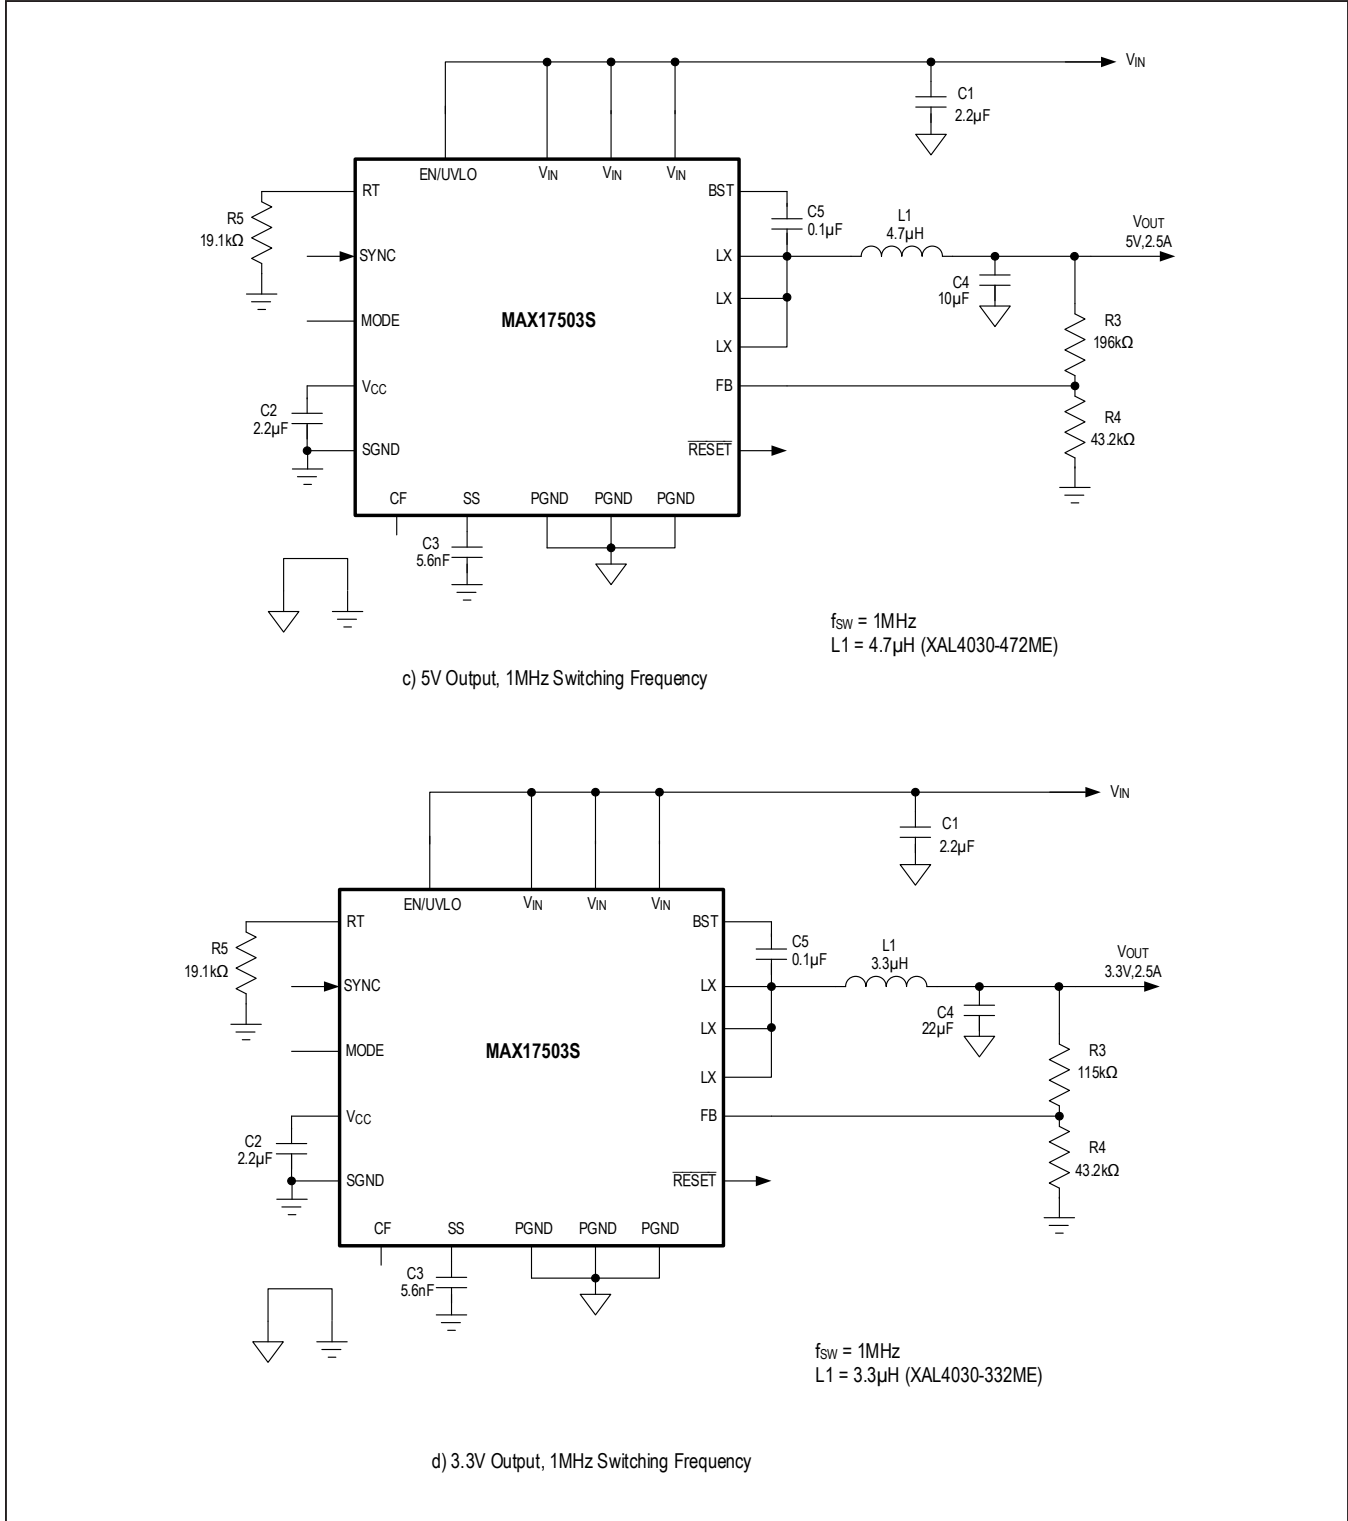 VIN
C1
2.2µF
EN/UVLO
VIN
VIN
VIN
RT
BST
R5
19.1kΩ
C5
0.1µF
L1
4.7µH
VOUT
5V,2.5A
SYNC
LX
C4
10µF
LX
MODE
MAX17503S
R3
196kΩ
LX
VCC
FB
C2
2.2µF
R4
43.2kΩ
SGND
RESET
CF
SS
PGND
PGND
PGND
C3
5.6nF
fSW = 1MHz
L1 = 4.7µH (XAL4030-472ME)
c) 5V Output, 1MHz Switching Frequency
VIN
C1
2.2µF
EN/UVLO
VIN
VIN
VIN
RT
BST
R5
19.1kΩ
C5
0.1µF
L1
3.3µH
VOUT
3.3V,2.5A
SYNC
LX
C4
22µF
LX
MODE
MAX17503S
R3
115kΩ
LX
VCC
FB
C2
2.2µF
R4
43.2kΩ
SGND
RESET
CF
SS
PGND
PGND
PGND
C3
5.6nF
fSW = 1MHz
L1 = 3.3µH (XAL4030-332ME)
d) 3.3V Output, 1MHz Switching Frequency